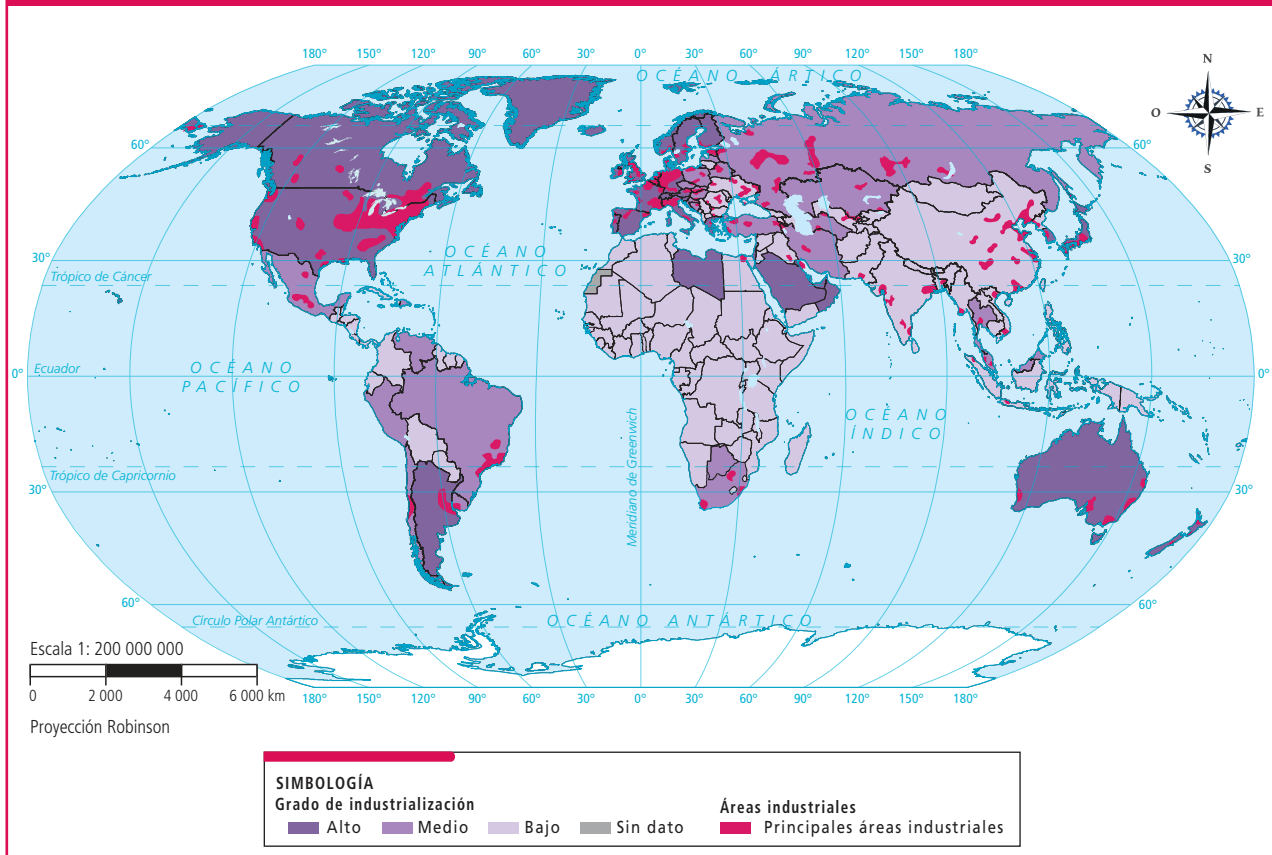 180° 150° 120° 90° 60° 30° 0° 30° 60° 90° 120° 150° 180°
OCÉANO ÁRTICO
N
O E
S
60° 60°
OCÉANO
ATLÁNTICO
30° 30°
Trópico de Cáncer
OCÉANO
PACÍFICO
Ecuador
0° 0°
OCÉANO
ÍNDICO
Meridiano de Greenwich
Trópico de Capricornio
30° 30°
60° 60°
Círculo Polar Antártico
OCÉANO ANTÁRTICO
Escala 1: 200 000 000
0 2 000 4 000 6 000 km
180° 150° 120° 90° 60° 30° 0° 30° 60° 90° 120° 150° 180°
Proyección Robinson
SIMBOLOGÍA
Grado de industrialización Áreas industriales
Alto Medio Bajo Sin dato Principales áreas industriales